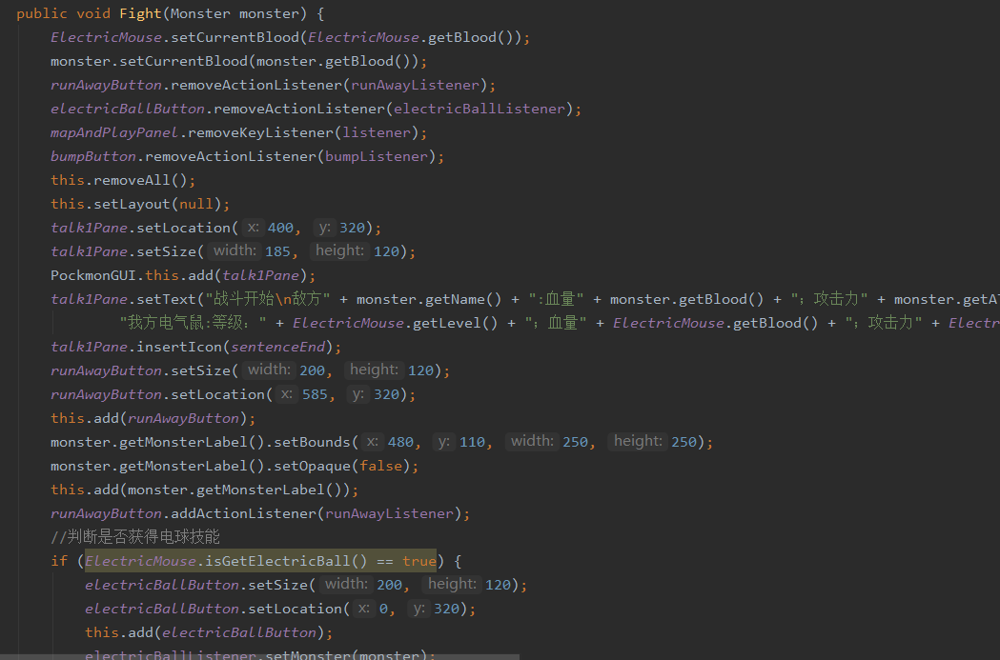 public void Fight(Monster monster) {
ElectricMouse.setCurrentBlood(ElectricMouse.getBlood());
monster.setCurrentBlood(monster.getBlood());
runAwayButton.removeActionListener(runAwayListener);
electricBallButton.removeActionListener(electricBallListener);
mapAndPlayPanel.removeKeyListener(listener);
bumpButton.removeActionListener(bumpListener);
this.removeAll();
this.setLayout(null);
talk1Pane.setLocation( x: 400, y: 320);
talk1Pane.setSize( width: 185, height: 120);
PockmonGUI.this.add(talk1Pane);
talk1Pane.setText("战斗开始\n敌方" + monster.getName() + ":血量" + monster.getBlood() + "; 攻击力" + monster.getAT
"我方电气鼠:等级: " + ElectricMouse.getLevel() + "; 血量" + ElectricMouse.getBlood() + "; 攻击力" + Electr
talk1Pane.insertIcon(sentenceEnd);
runAwayButton.setSize( width: 200, height: 120);
runAwayButton.setLocation( x: 585, y: 320);
this.add(runAwayButton);
monster.getMonsterLabel().setBounds( x: 480, y: 110, width: 250, height: 250);
monster.getMonsterLabel().setOpaque(false);
this.add(monster.getMonsterLabel());
runAwayButton.addActionListener(runAwayListener);
//判断是否获得电球技能
if (ElectricMouse.isGetElectricBall() == true) {
electricBallButton.setSize( width: 200, height: 120);
electricBallButton.setLocation( x: 0, y: 320);
this.add(electricBallButton);
electricBallListener.setMonster(monster);